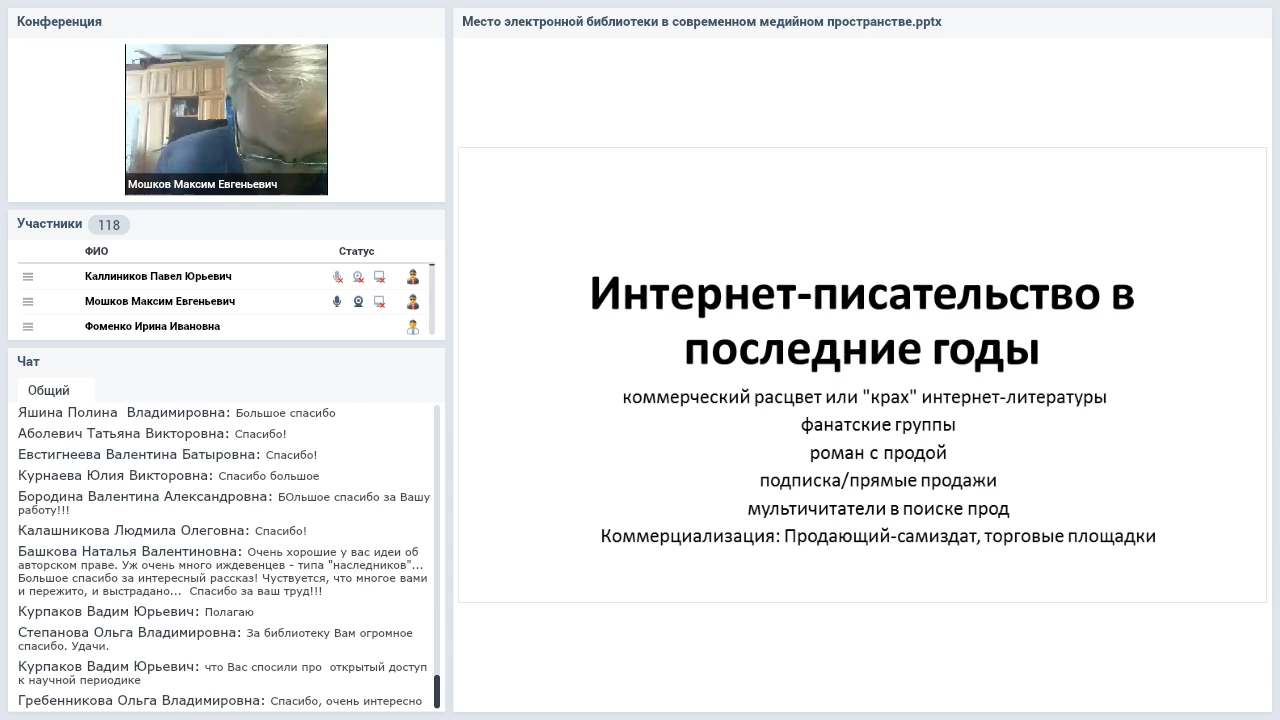 Конференция
Мошков Максим Евгеньевич
Участники 118
ФИО Статус
Каллиников Павел Юрьевич
Мошков Максим Евгеньевич
Фоменко Ирина Ивановна
Чат
Общий
Яшина Полина Владимировна: Большое спасибо
Аболевич Татьяна Викторовна: Спасибо!
Евстигнеева Валентина Батыровна: Спасибо!
Курнаева Юлия Викторовна: Спасибо большое
Бородина Валентина Александровна: БОльшое спасибо за Вашу
работу!!!
Калашникова Людмила Олеговна: Спасибо!
Башкова Наталья Валентиновна: Очень хорошие у вас идеи об
авторском праве. Уж очень много иждевенцев - типа "наследников"...
Большое спасибо за интересный рассказ! Чуствуется, что многое вами
и пережито, и выстрадано... Спасибо за ваш труд!!!
Курпаков Вадим Юрьевич: Полагаю
Степанова Ольга Владимировна: За библиотеку Вам огромное
спасибо. Удачи.
Курпаков Вадим Юрьевич: что Вас спосили про открытый доступ
к научной периодике
Гребенникова Ольга Владимировна: Спасибо, очень интересно
Место электронной библиотеки в современном медийном пространстве.pptx
Интернет-писательство в
последние годы
коммерческий расцвет или "крах" интернет-литературы
фанатские группы
роман с продой
подписка/прямые продажи
мультичитатели в поиске прод
Коммерциализация: Продающий-самиздат, торговые площадки